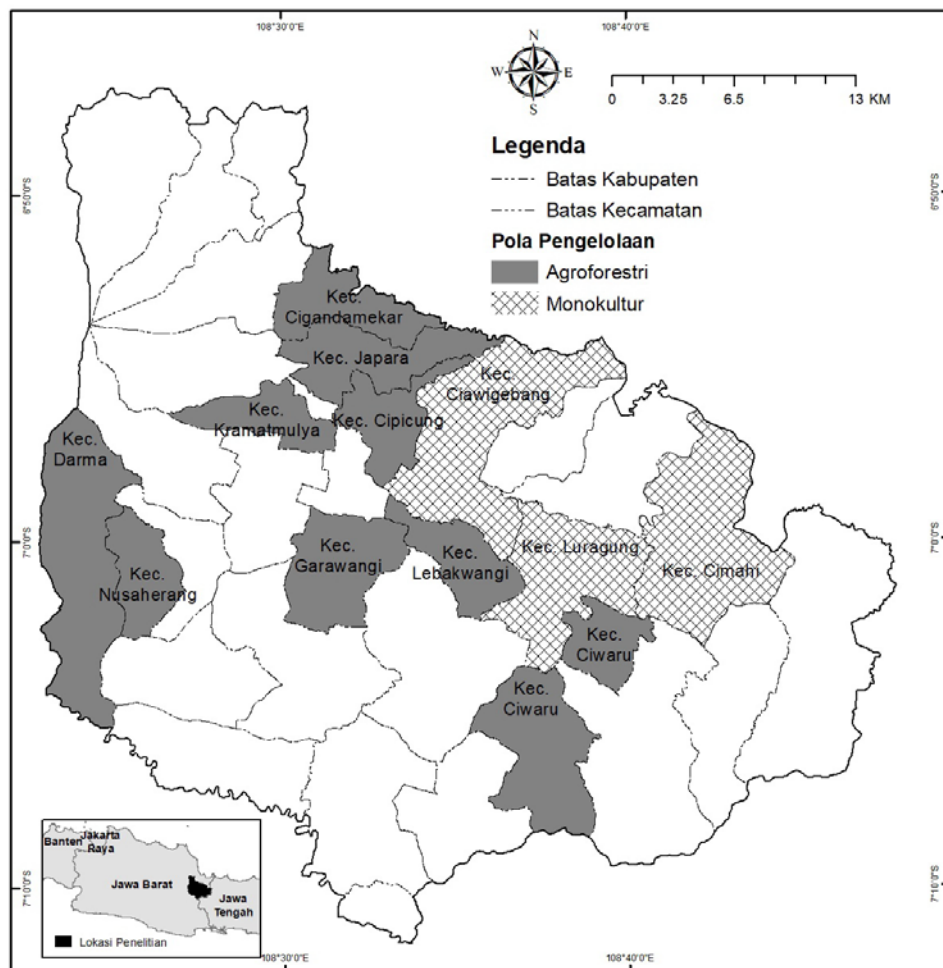 108°30'0"E
108°40'0"E
N
W
E
S
0
3.25
6.5
13 KM
Legenda
Batas Kabupaten
Batas Kecamatan
Pola Pengelolaan
Agroforestri
Monokultur
6°50'0"S
6°50'0"S
Kec.
Cigandamekar
Kec. Japara
Kec.
Ciawigebang
Kec.
Kramatmulya
Kec. Cipicung
Kec.
Darma
7°0'0"S
7°0'0"S
Kec.
Garawangi
Kec.
Lebakwangi
Kec. Luragung
Kec. Cimahi
Kec.
Nusaherang
Kec.
Ciwaru
Kec.
Ciwaru
7°10'0"S
7°10'0"S
Banten
Jakarta
Raya
Jawa Barat
Jawa
Tengah
Lokasi Penelitian
108°30'0"E
108°40'0"E